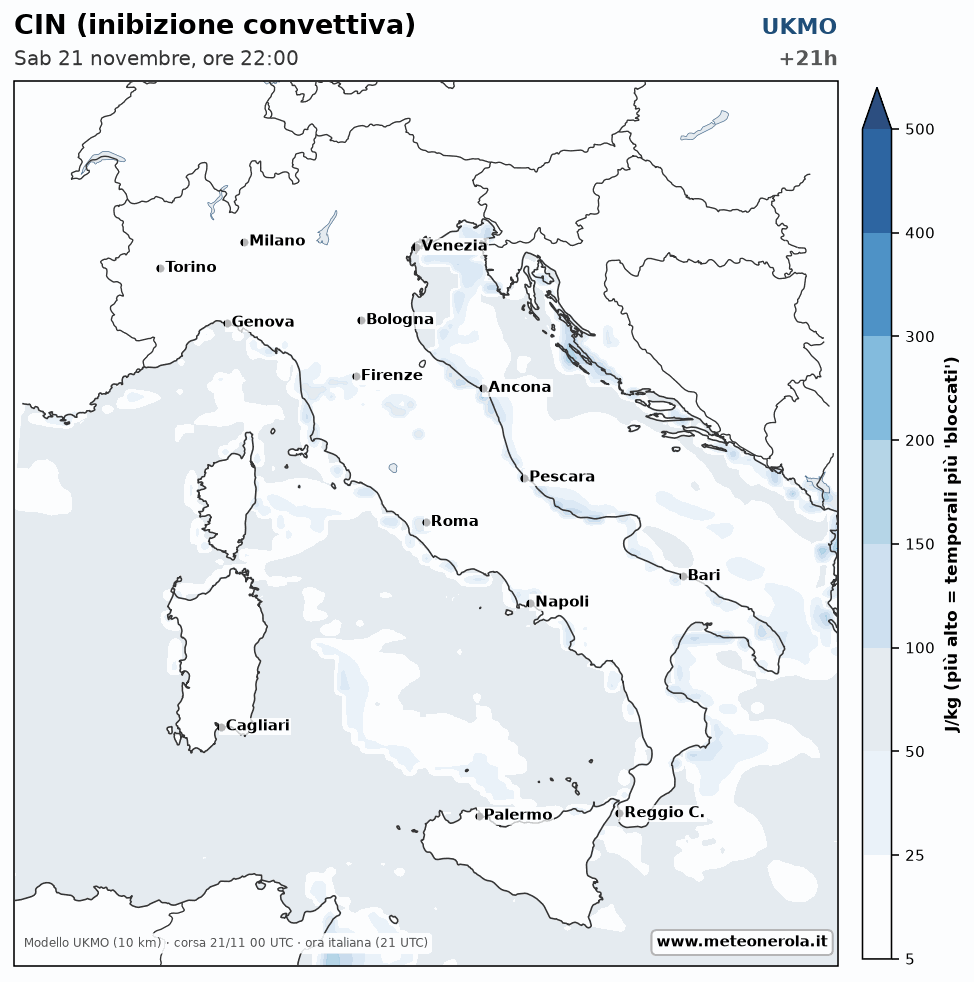 CIN (inibizione convettiva)
UKMO
Sab 21 novembre, ore 22:00
+21h
Milano
Venezia
Torino
Genova
Bologna
Firenze
Ancona
Pescara
Roma
Bari
Napoli
Cagliari
Palermo
Reggio C.
500
400
300
200
150
100
50
25
5
J/kg (più alto = temporali più 'bloccati')
Modello UKMO (10 km) · corsa 21/11 00 UTC · ora italiana (21 UTC)
www.meteonerola.it